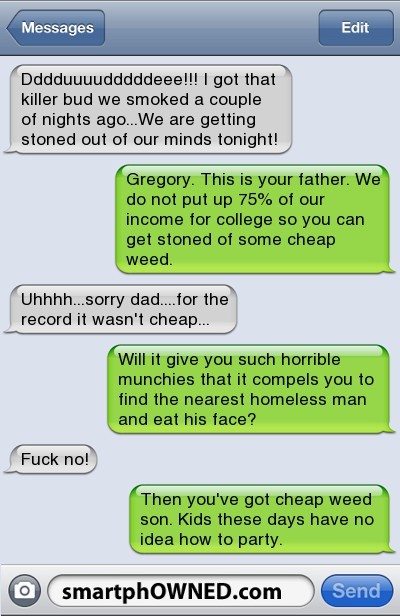 Messages
Edit
Dddduuuudddddeee!!! I got that
killer bud we smoked a couple
of nights ago...We are getting
stoned out of our minds tonight!
Gregory. This is your father. We
do not put up 75% of our
income for college so you can
get stoned of some cheap
weed.
Uhhhh...sorry dad....for the
record it wasn't cheap...
Will it give you such horrible
munchies that it compels you to
find the nearest homeless man
and eat his face?
Fuck no!
Then you've got cheap weed
son. Kids these days have no
idea how to party.
smartphOWNED.com
Send